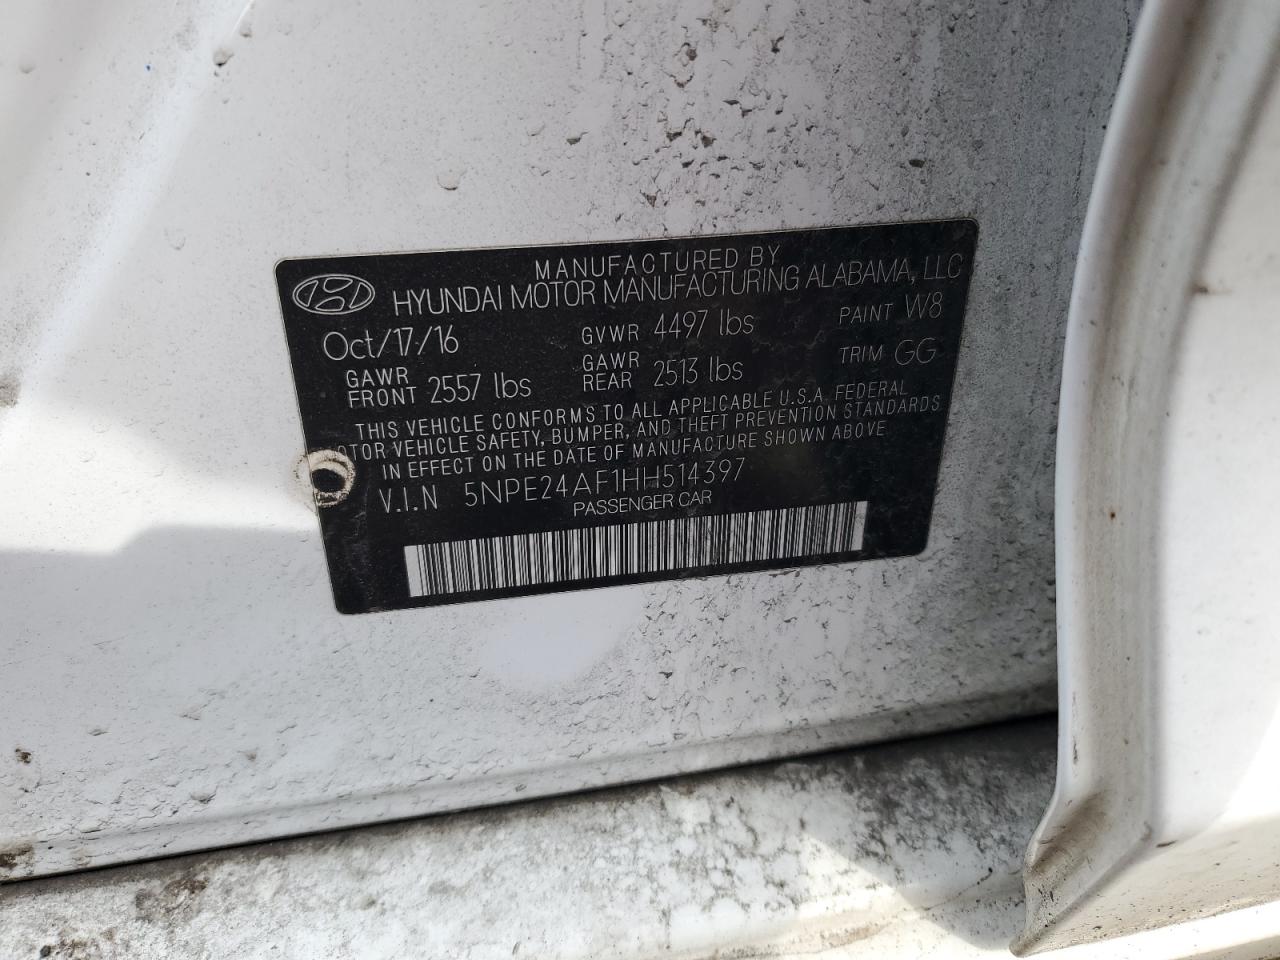 MANUFACTURED BY
HYUNDAI MOTOR MANUFACTURING ALABAMA, LLC
Oct/17/16 GVWR 4497 lbs PAINT W8
GAWR FRONT 2557 lbs GAWR REAR 2513 lbs TRIM GG
THIS VEHICLE CONFORMS TO ALL APPLICABLE U.S.A. FEDERAL
OTOR VEHICLE SAFETY, BUMPER, AND THEFT PREVENTION STANDARDS
IN EFFECT ON THE DATE OF MANUFACTURE SHOWN ABOVE
V.I.N 5NPE24AF1HH514397
PASSENGER CAR